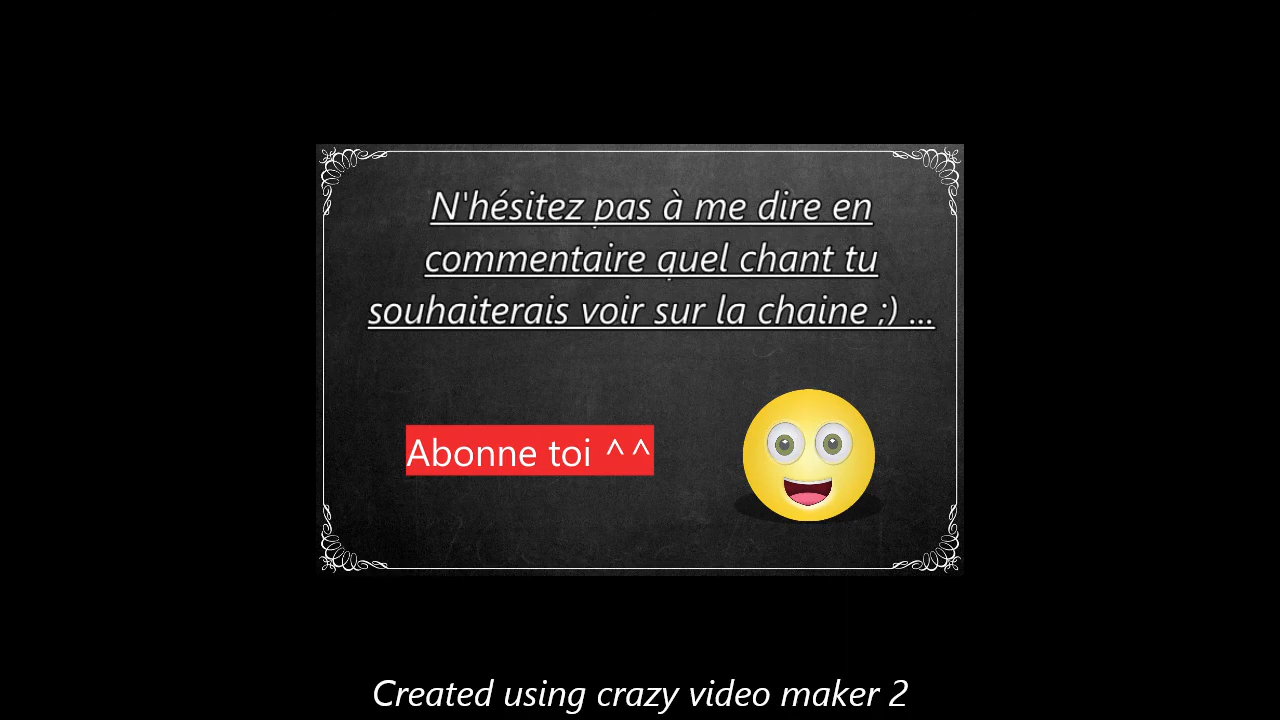 N'hésitez pas à me dire en
commentaire quel chant tu
souhaiterais voir sur la chaine ;) ...
Abonne toi ^^
Created using crazy video maker 2